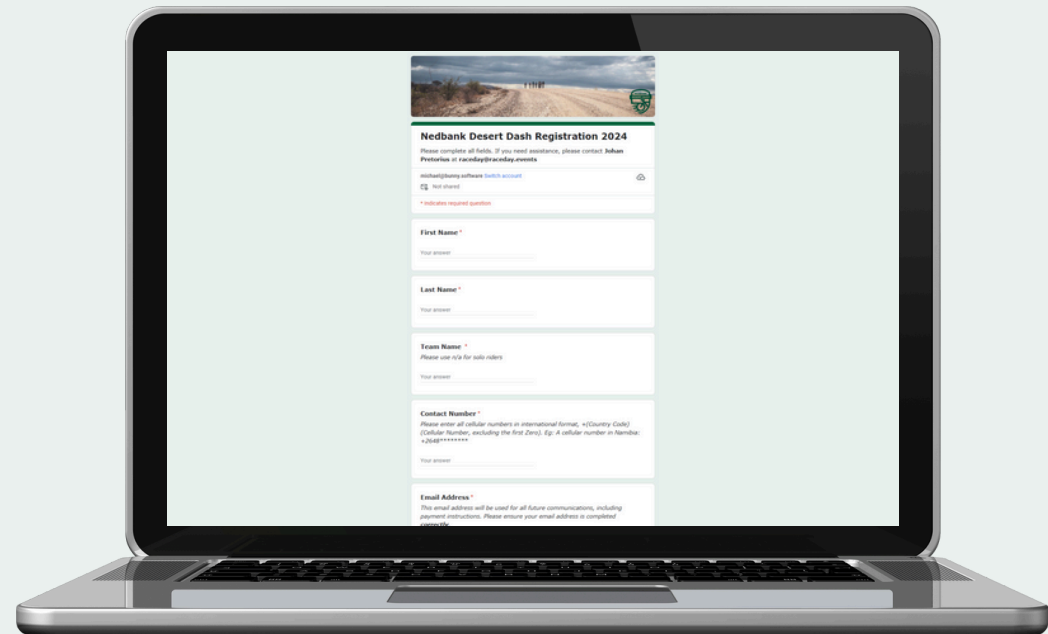 Nedbank Desert Dash Registration 2024
Please complete all fields. If you need assistance, please contact Johan
Pretorius at raceday@raceday.events
michael@bunny.software Switch account
Not shared
* Indicates required question
First Name *
Your answer
Last Name *
Your answer
Team Name *
Please use n/a for solo riders
Your answer
Contact Number *
Please enter all cellular numbers in international format, +(Country Code)
(Cellular Number, excluding the first Zero). Eg: A cellular number in Namibia:
+2648********
Your answer
Email Address *
This email address will be used for all future communications, including
payment instructions. Please ensure your email address is completed
correctly.